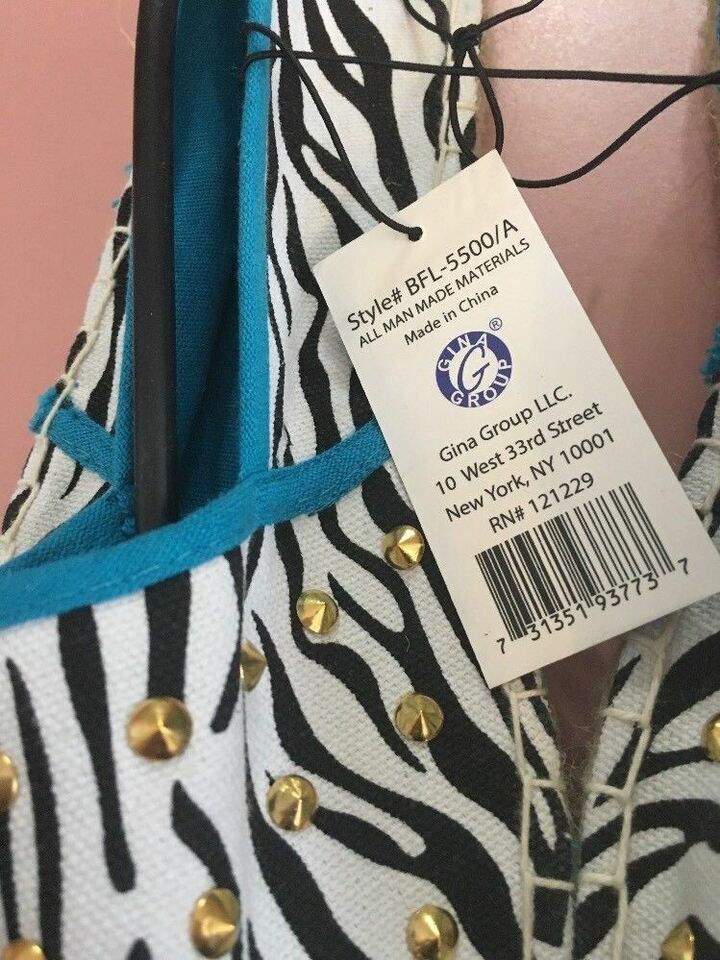 Style# BFL-5500/A
ALL MAN MADE MATERIALS
Made in China
GINA ®
G
GROUP
Gina Group LLC.
10 West 33rd Street
New York, NY 10001
RN# 121229
7 31351 93773 7